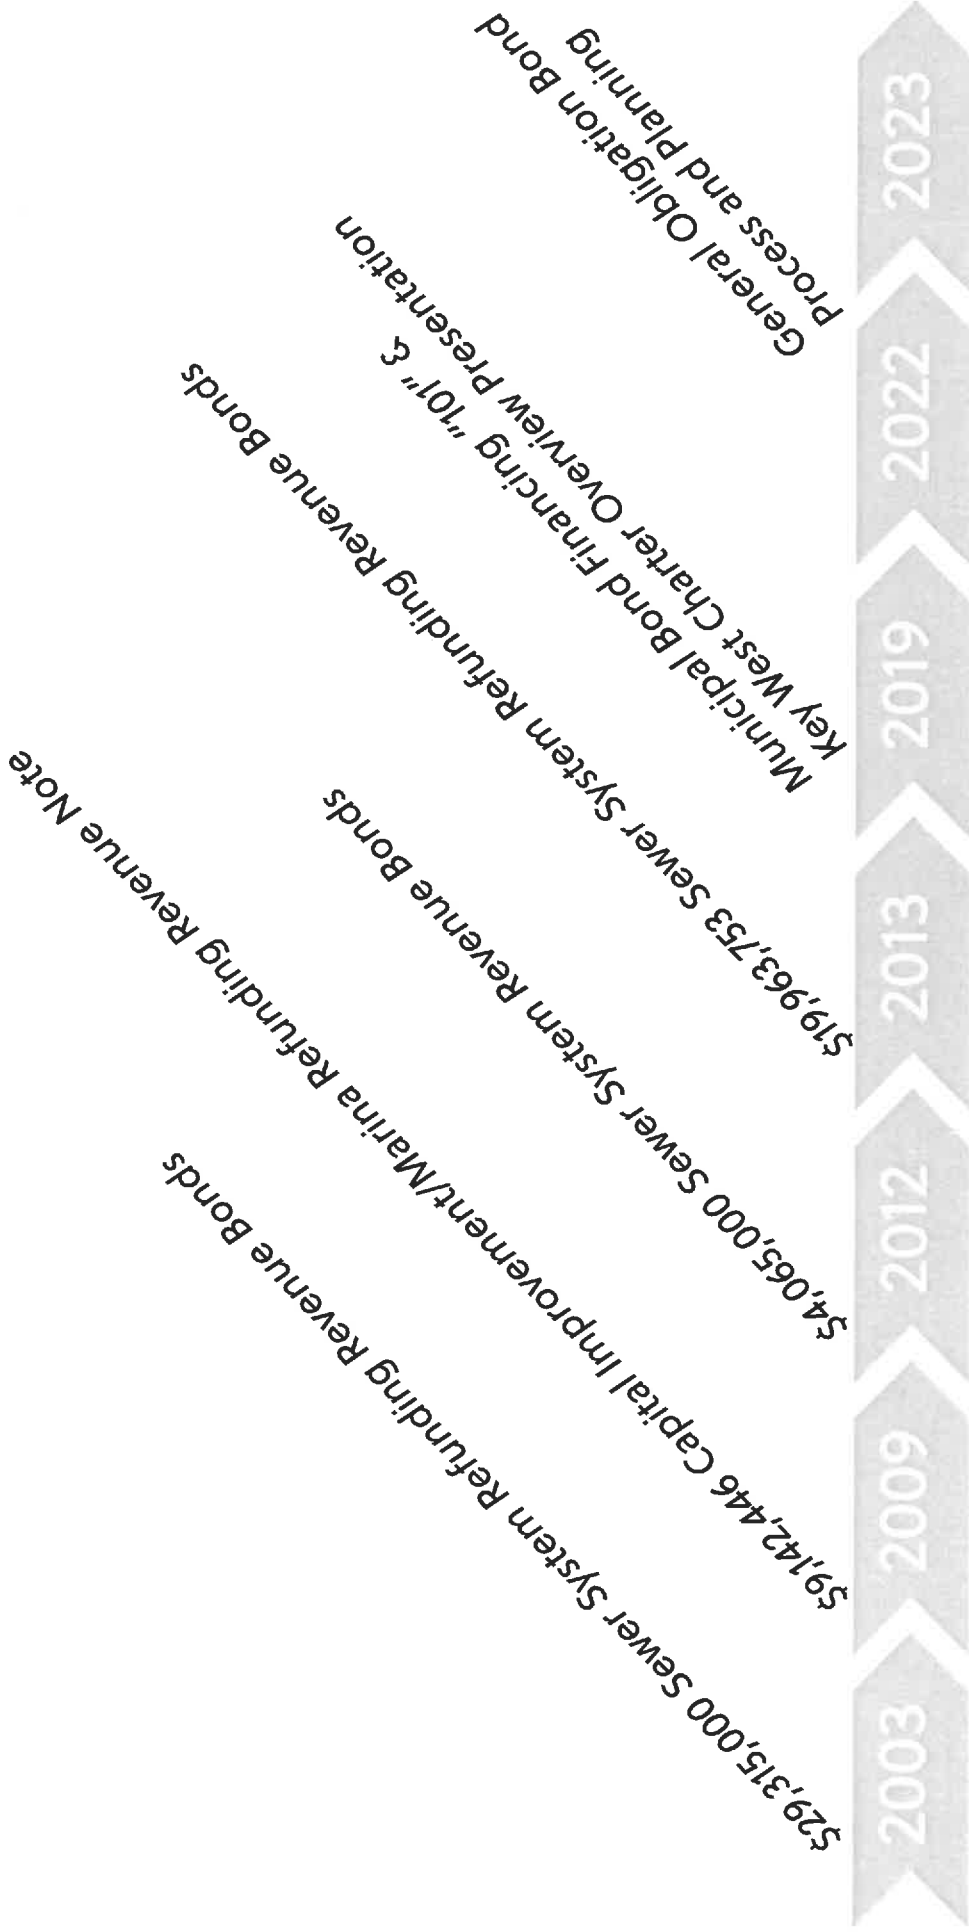 $29,315,000 Sewer System Refunding Revenue Bonds
$9,142,446 Capital Improvement/Marina Refunding Revenue Note
$4,065,000 Sewer System Revenue Bonds
$19,963,753 Sewer System Refunding Revenue Bonds
Municipal Bond Financing "101" &
Key West Charter Overview Presentation
General Obligation Bond
Process and Planning
2003
2009
2012
2013
2019
2022
2023